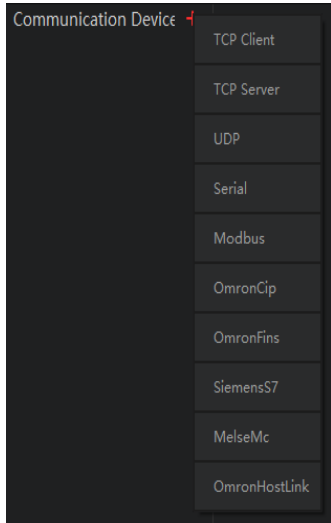 Communication Device
TCP Client
TCP Server
UDP
Serial
Modbus
OmronCip
OmronFins
SiemensS7
MelseMc
OmronHostLink